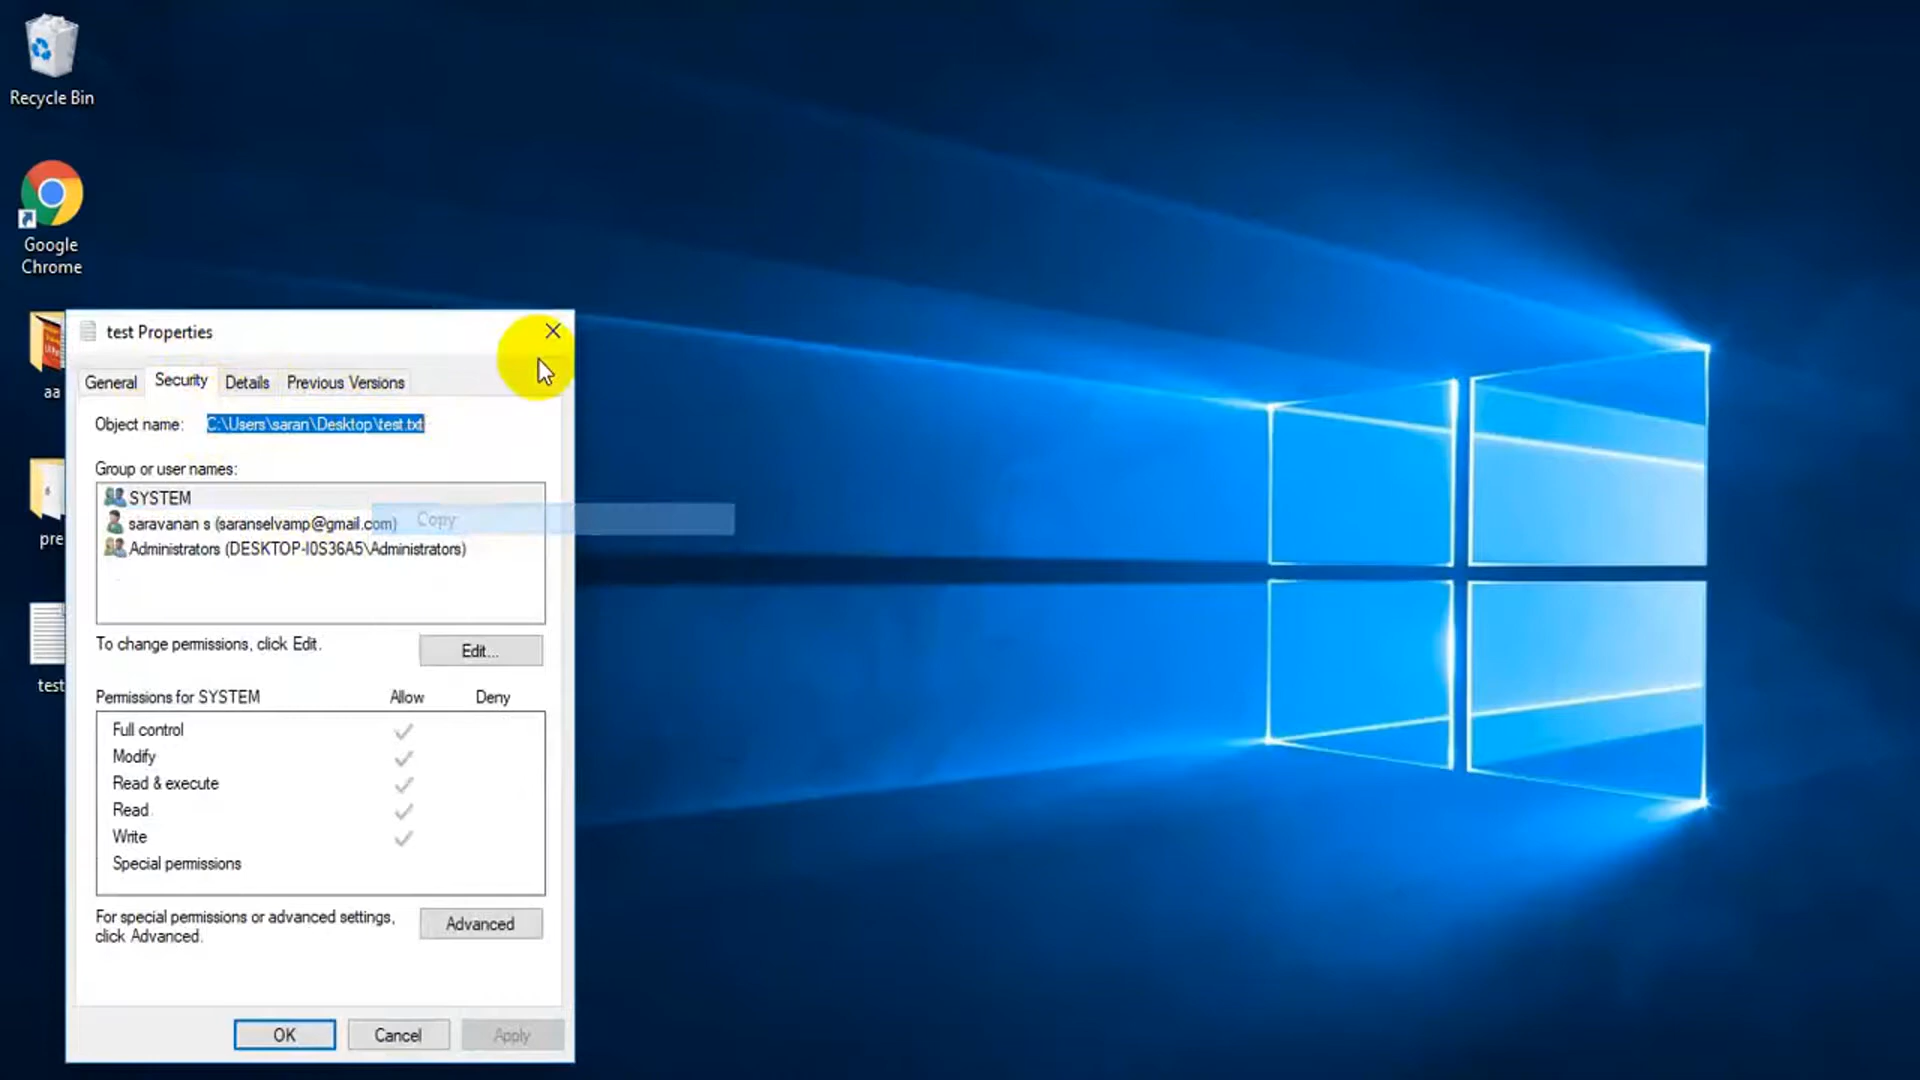 Recycle Bin
Google
Chrome
aa
pre
test
test Properties
General
Security
Details
Previous Versions
Object name:
C:\Users\saran\Desktop\test.txt
Group or user names:
SYSTEM
saravanan s (saranselvamp@gmail.com)
Copy
Administrators (DESKTOP-I0S36A5\Administrators)
To change permissions, click Edit.
Edit...
Permissions for SYSTEM
Allow
Deny
Full control
Modify
Read & execute
Read
Write
Special permissions
For special permissions or advanced settings,
click Advanced.
Advanced
OK
Cancel
Apply